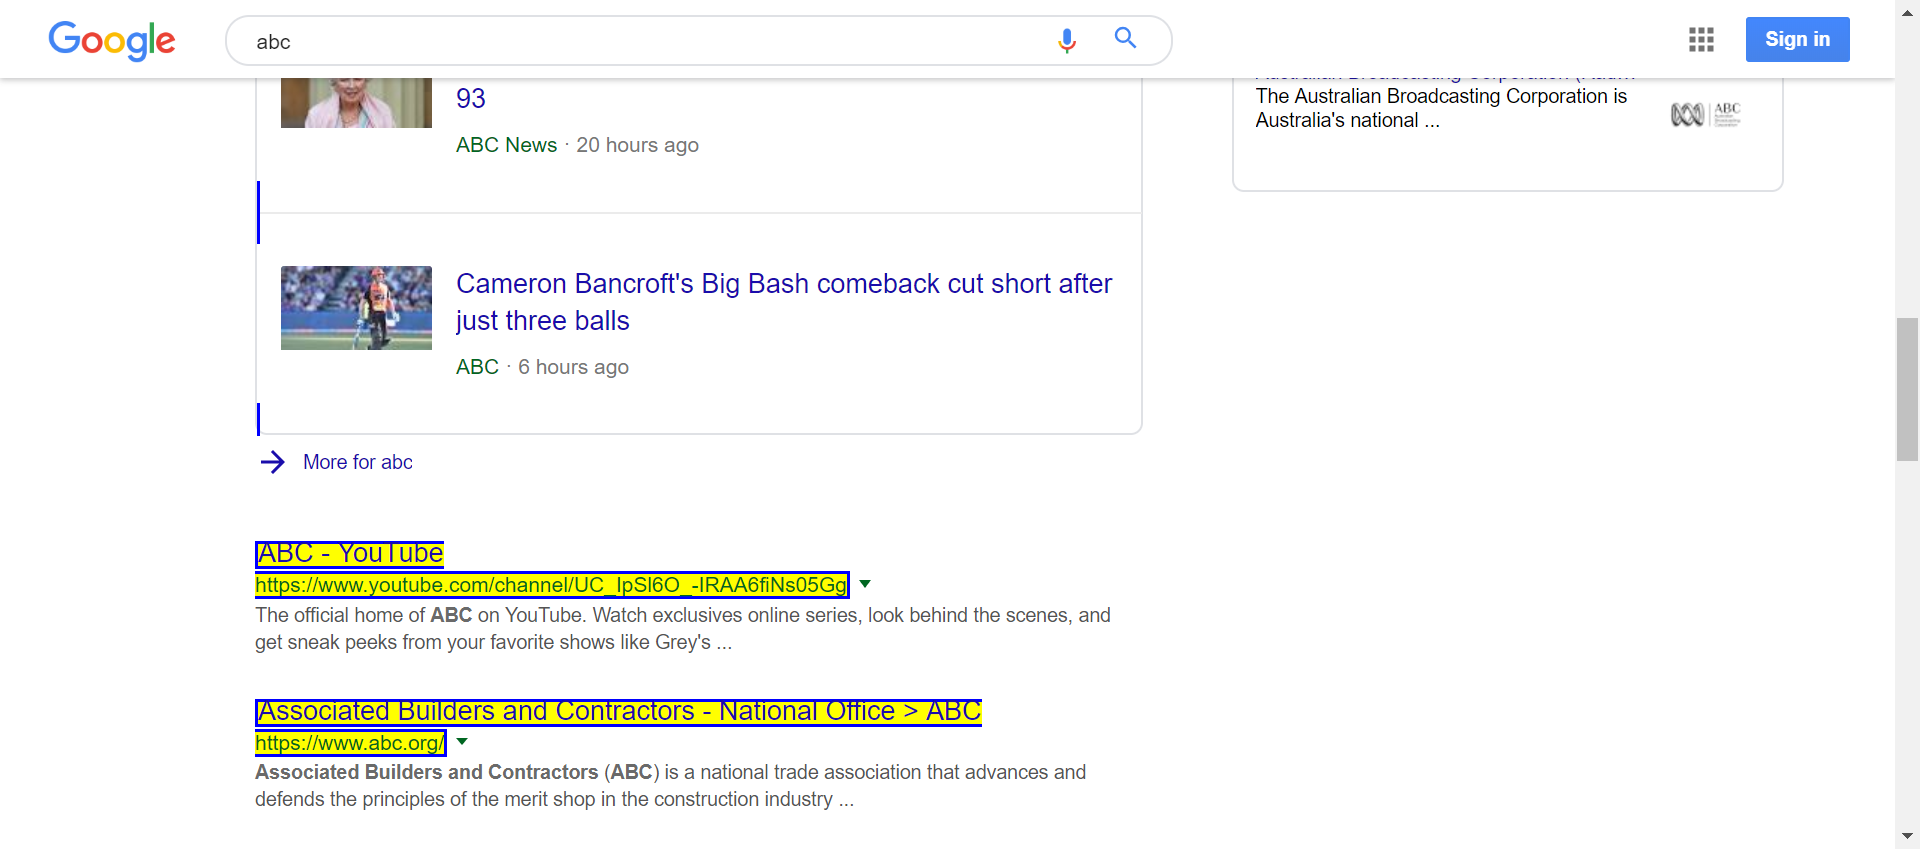 Google
abc
Sign in
93
ABC News · 20 hours ago
Cameron Bancroft's Big Bash comeback cut short after
just three balls
ABC · 6 hours ago
More for abc
ABC - YouTube
https://www.youtube.com/channel/UC_IpSl6O_-IRAA6fiNs05Gg
The official home of ABC on YouTube. Watch exclusives online series, look behind the scenes, and
get sneak peeks from your favorite shows like Grey's ...
Associated Builders and Contractors - National Office > ABC
https://www.abc.org/
Associated Builders and Contractors (ABC) is a national trade association that advances and
defends the principles of the merit shop in the construction industry ...
Australian Broadcasting Corporation
The Australian Broadcasting Corporation is
Australia's national ...
ABC